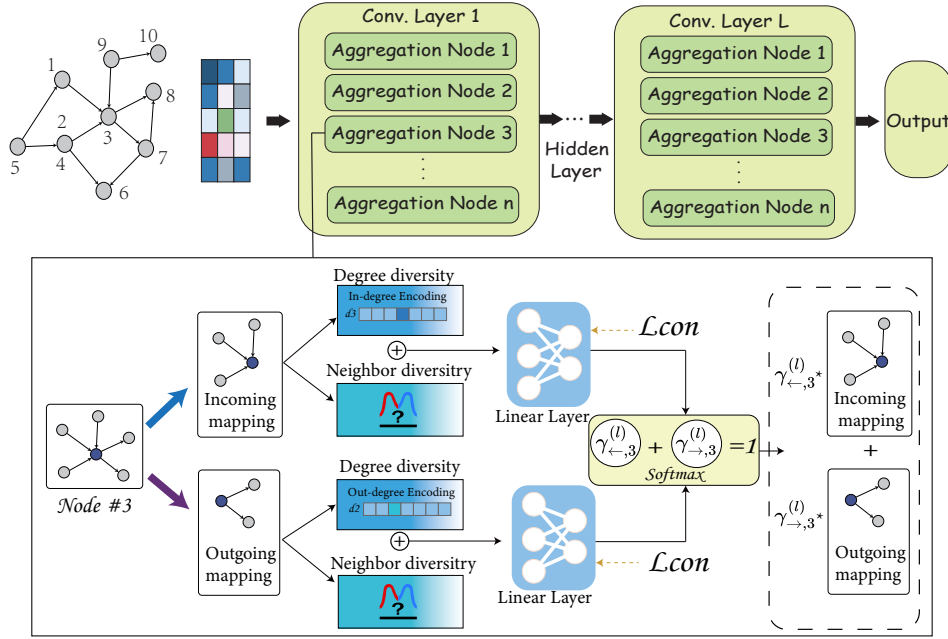 Conv. Layer 1
Conv. Layer L
10
9
1
8
2
3
7
5
4
6
Aggregation Node 1
Aggregation Node 2
Aggregation Node 3
⋮
Aggregation Node n
...
Hidden
Layer
Aggregation Node 1
Aggregation Node 2
Aggregation Node 3
⋮
Aggregation Node n
Output
Degree diversity
In-degree Encoding
d3
+
Neighbor diversitry
?
Incoming
mapping
Node #3
Outgoing
mapping
Degree diversity
Out-degree Encoding
d2
+
Neighbor diversitry
?
Linear Layer
Lcon
γ←,3^(l) + γ→,3^(l) =1
Softmax
Linear Layer
Lcon
γ←,3^(l) *
Incoming
mapping
+
γ→,3^(l) *
Outgoing
mapping